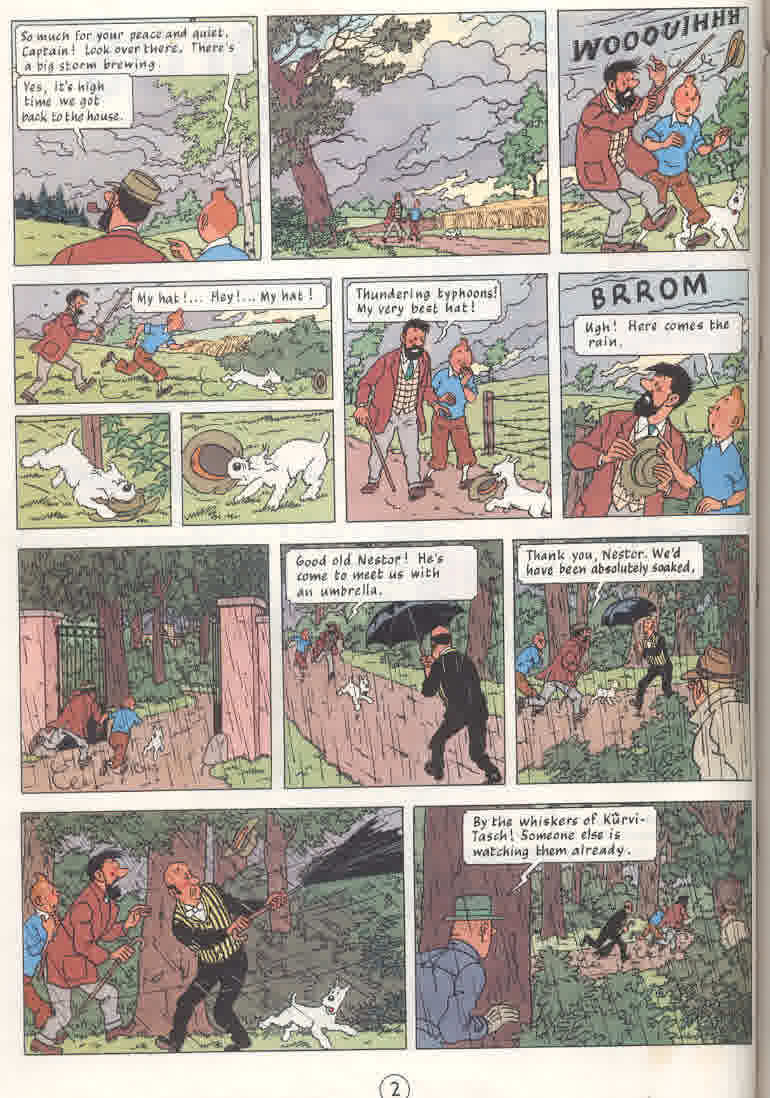 So much for your peace and quiet,
Captain! Look over there. There's
a big storm brewing.
Yes, it's high
time we got
back to the house.
WOOOUIHHH
My hat!... Hey!... My hat!
Thundering typhoons!
My very best hat!
BRROM
Ugh! Here comes the
rain.
Good old Nestor! He's
come to meet us with
an umbrella.
Thank you, Nestor. We'd
have been absolutely soaked.
By the whiskers of Kûrvi-
Tasch! Someone else is
watching them already.
2